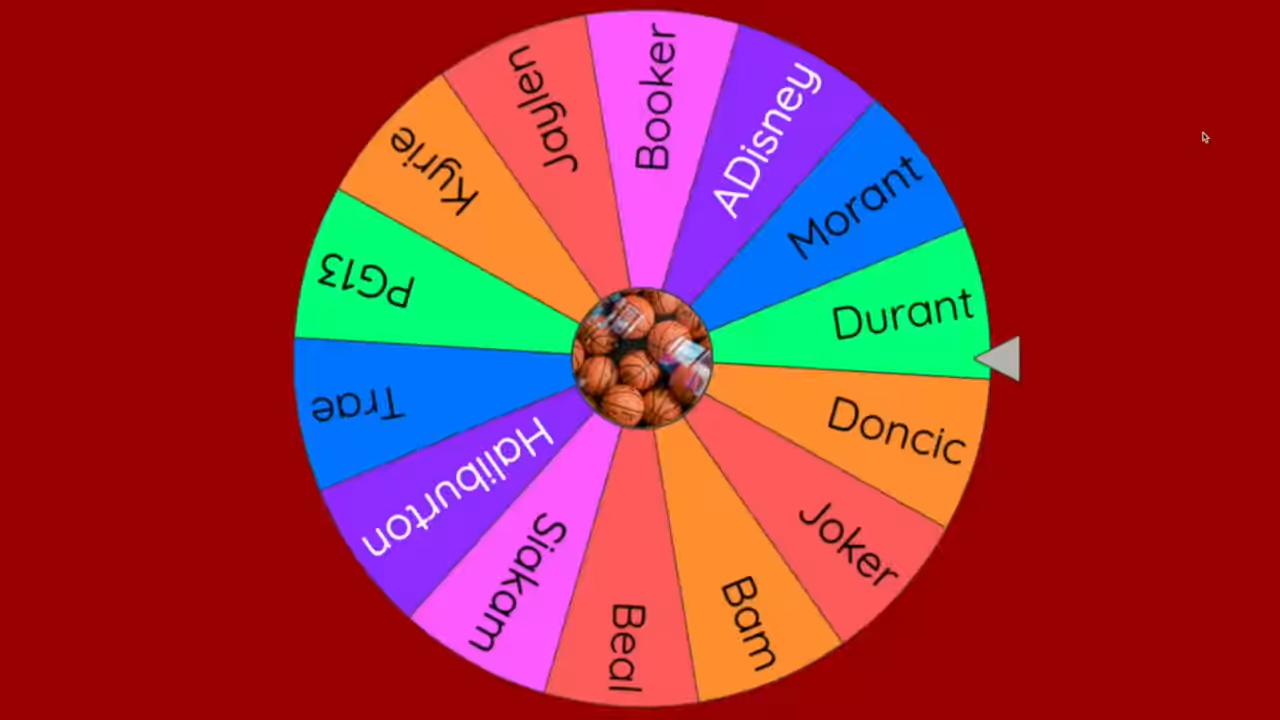 Booker
ADisney
Morant
Durant
Doncic
Joker
Bam
Beal
Siakam
Haliburton
Trae
PG13
Kyrie
Jaylen